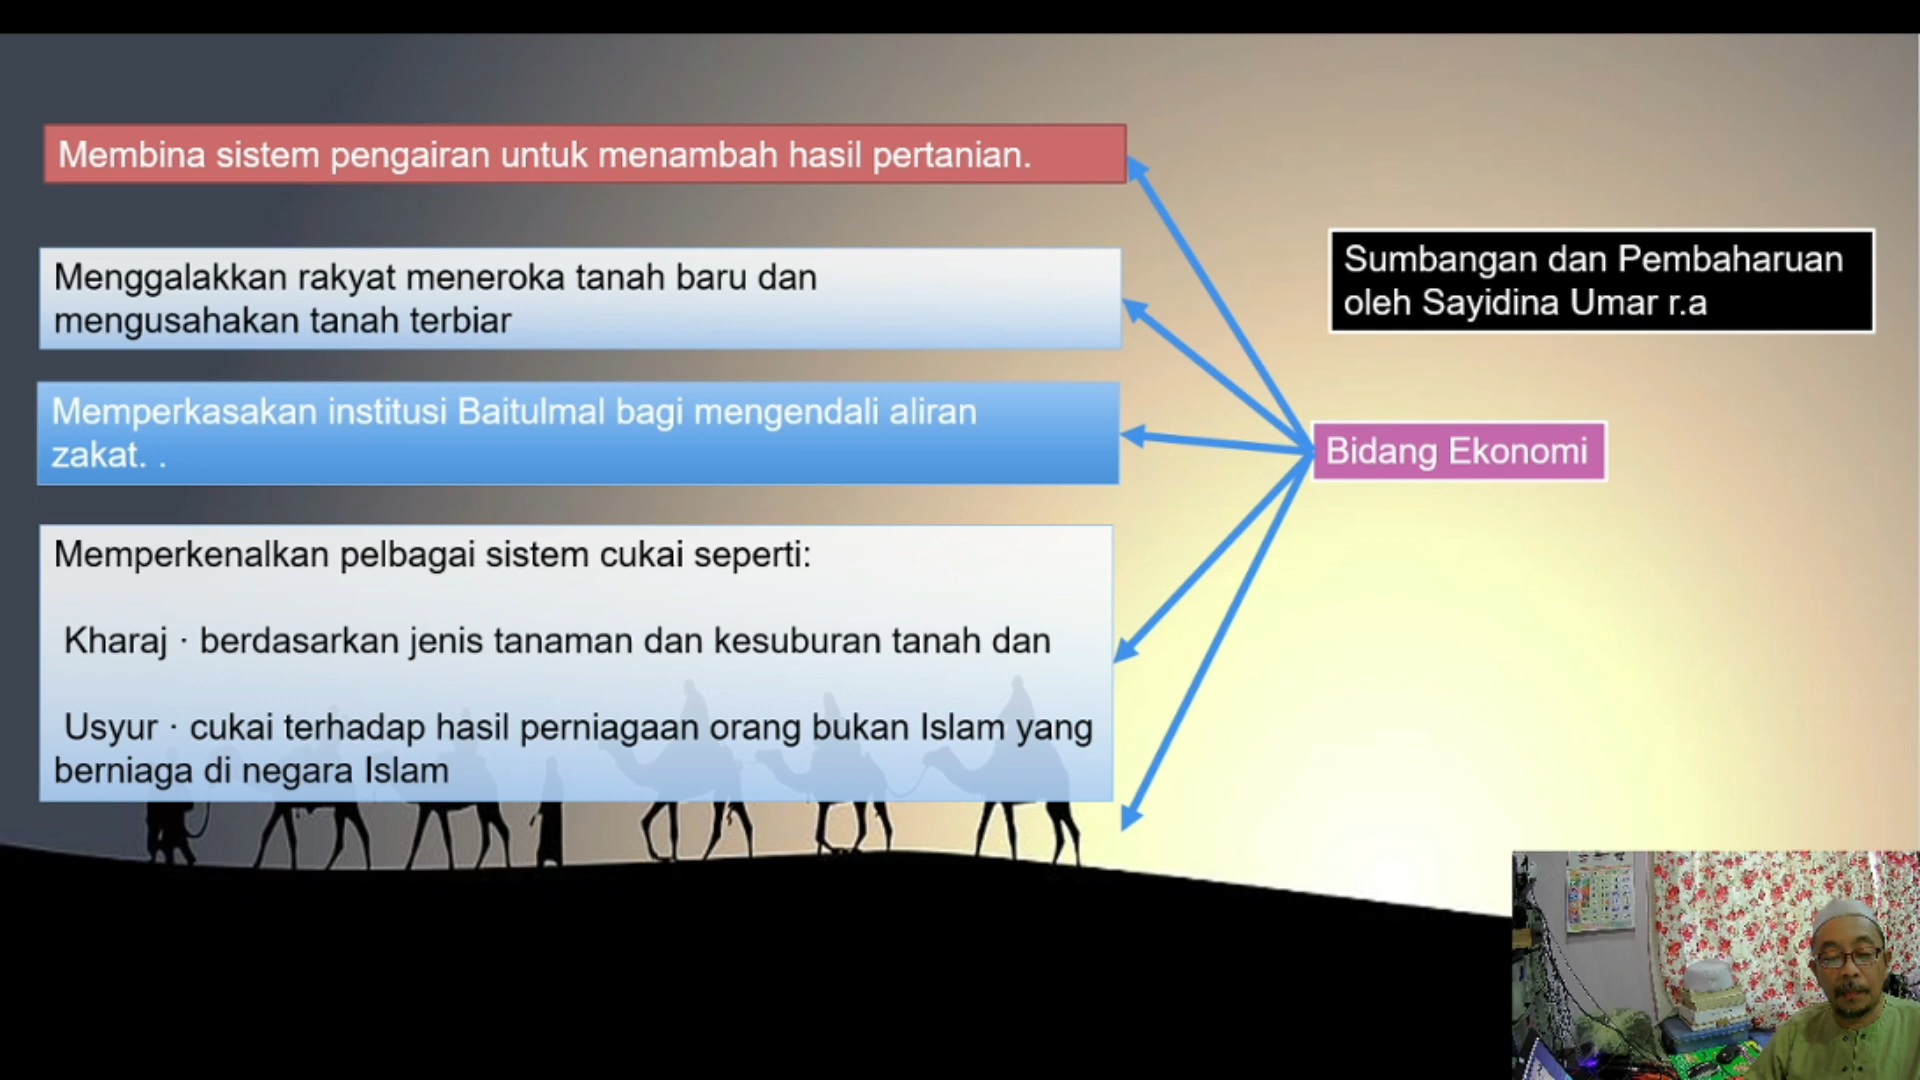 Membina sistem pengairan untuk menambah hasil pertanian.
Menggalakkan rakyat meneroka tanah baru dan
mengusahakan tanah terbiar
Memperkasakan institusi Baitulmal bagi mengendali aliran
zakat. .
Memperkenalkan pelbagai sistem cukai seperti:
Kharaj · berdasarkan jenis tanaman dan kesuburan tanah dan
Usyur · cukai terhadap hasil perniagaan orang bukan Islam yang
berniaga di negara Islam
Sumbangan dan Pembaharuan
oleh Sayidina Umar r.a
Bidang Ekonomi